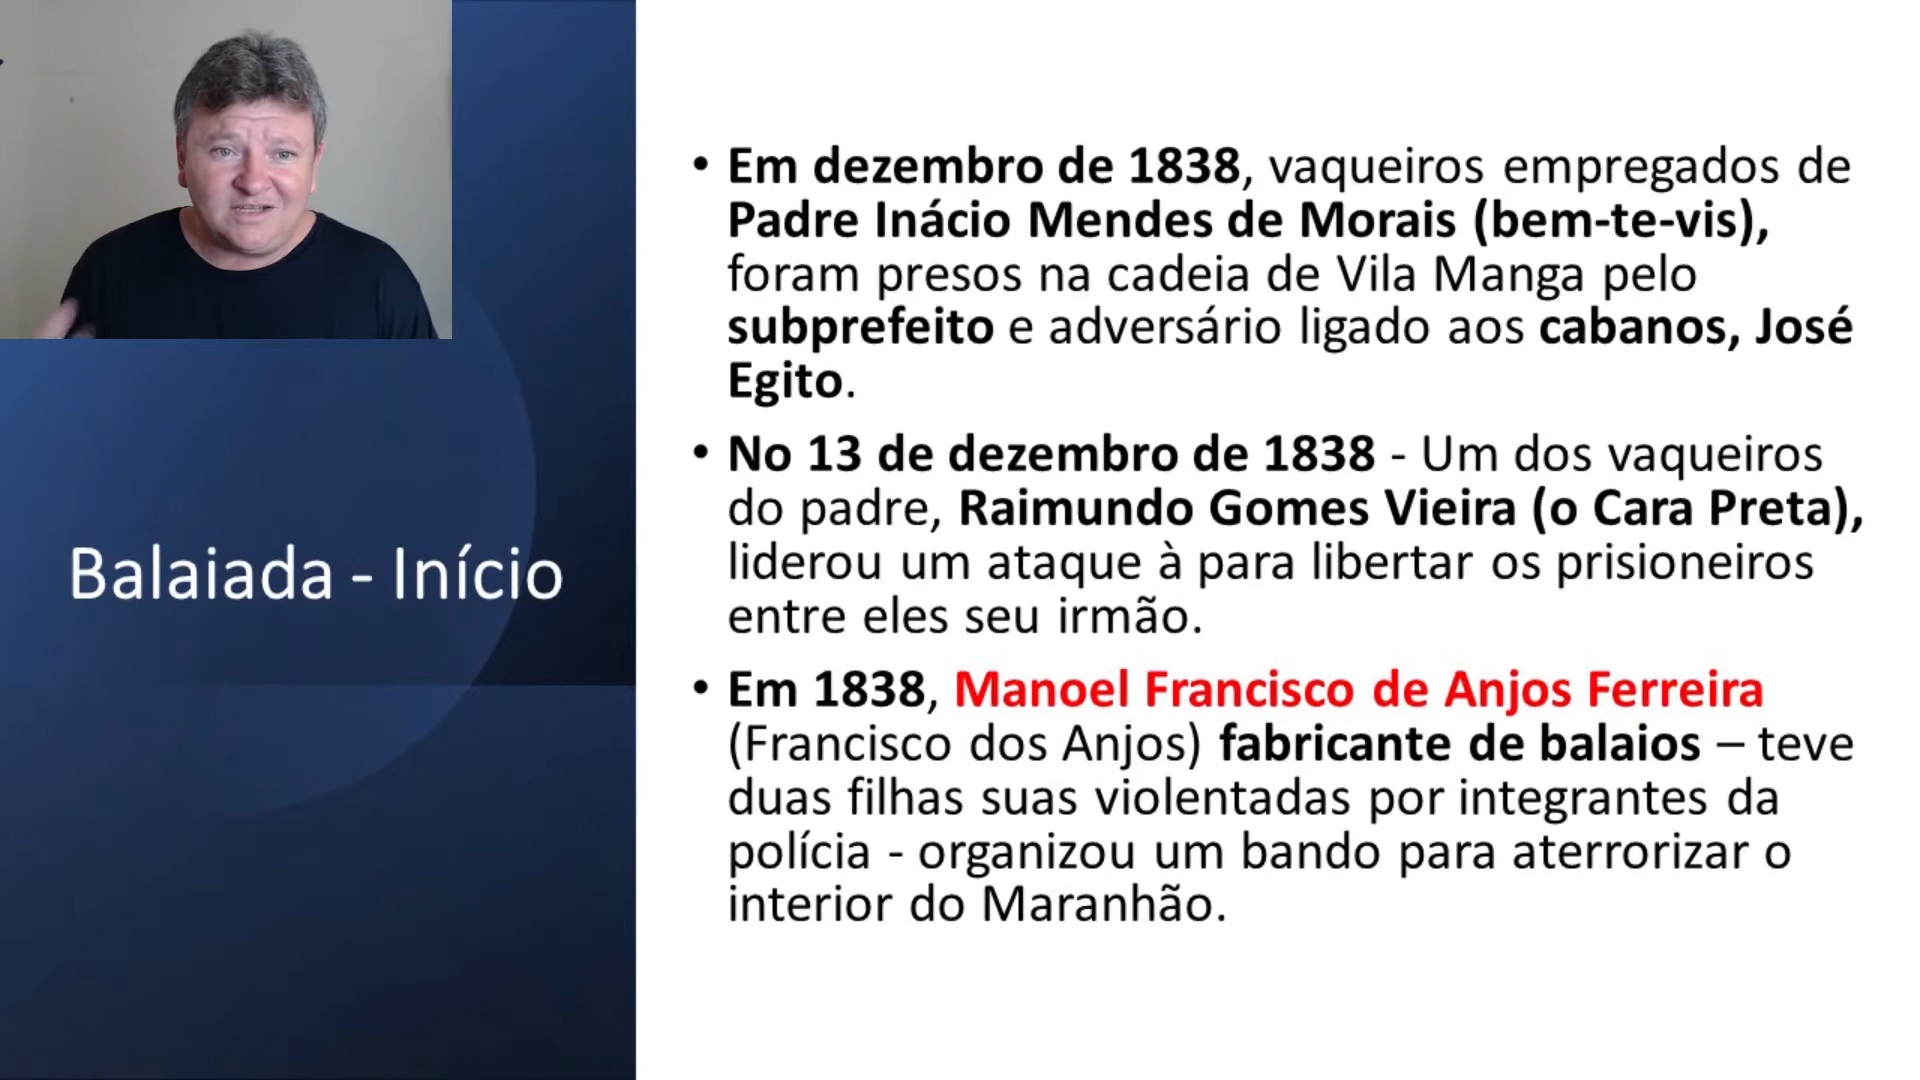 Balaiada - Início
• Em dezembro de 1838, vaqueiros empregados de
Padre Inácio Mendes de Morais (bem-te-vis),
foram presos na cadeia de Vila Manga pelo
subprefeito e adversário ligado aos cabanos, José
Egito.
• No 13 de dezembro de 1838 - Um dos vaqueiros
do padre, Raimundo Gomes Vieira (o Cara Preta),
liderou um ataque à para libertar os prisioneiros
entre eles seu irmão.
• Em 1838, Manoel Francisco de Anjos Ferreira
(Francisco dos Anjos) fabricante de balaios – teve
duas filhas suas violentadas por integrantes da
polícia - organizou um bando para aterrorizar o
interior do Maranhão.